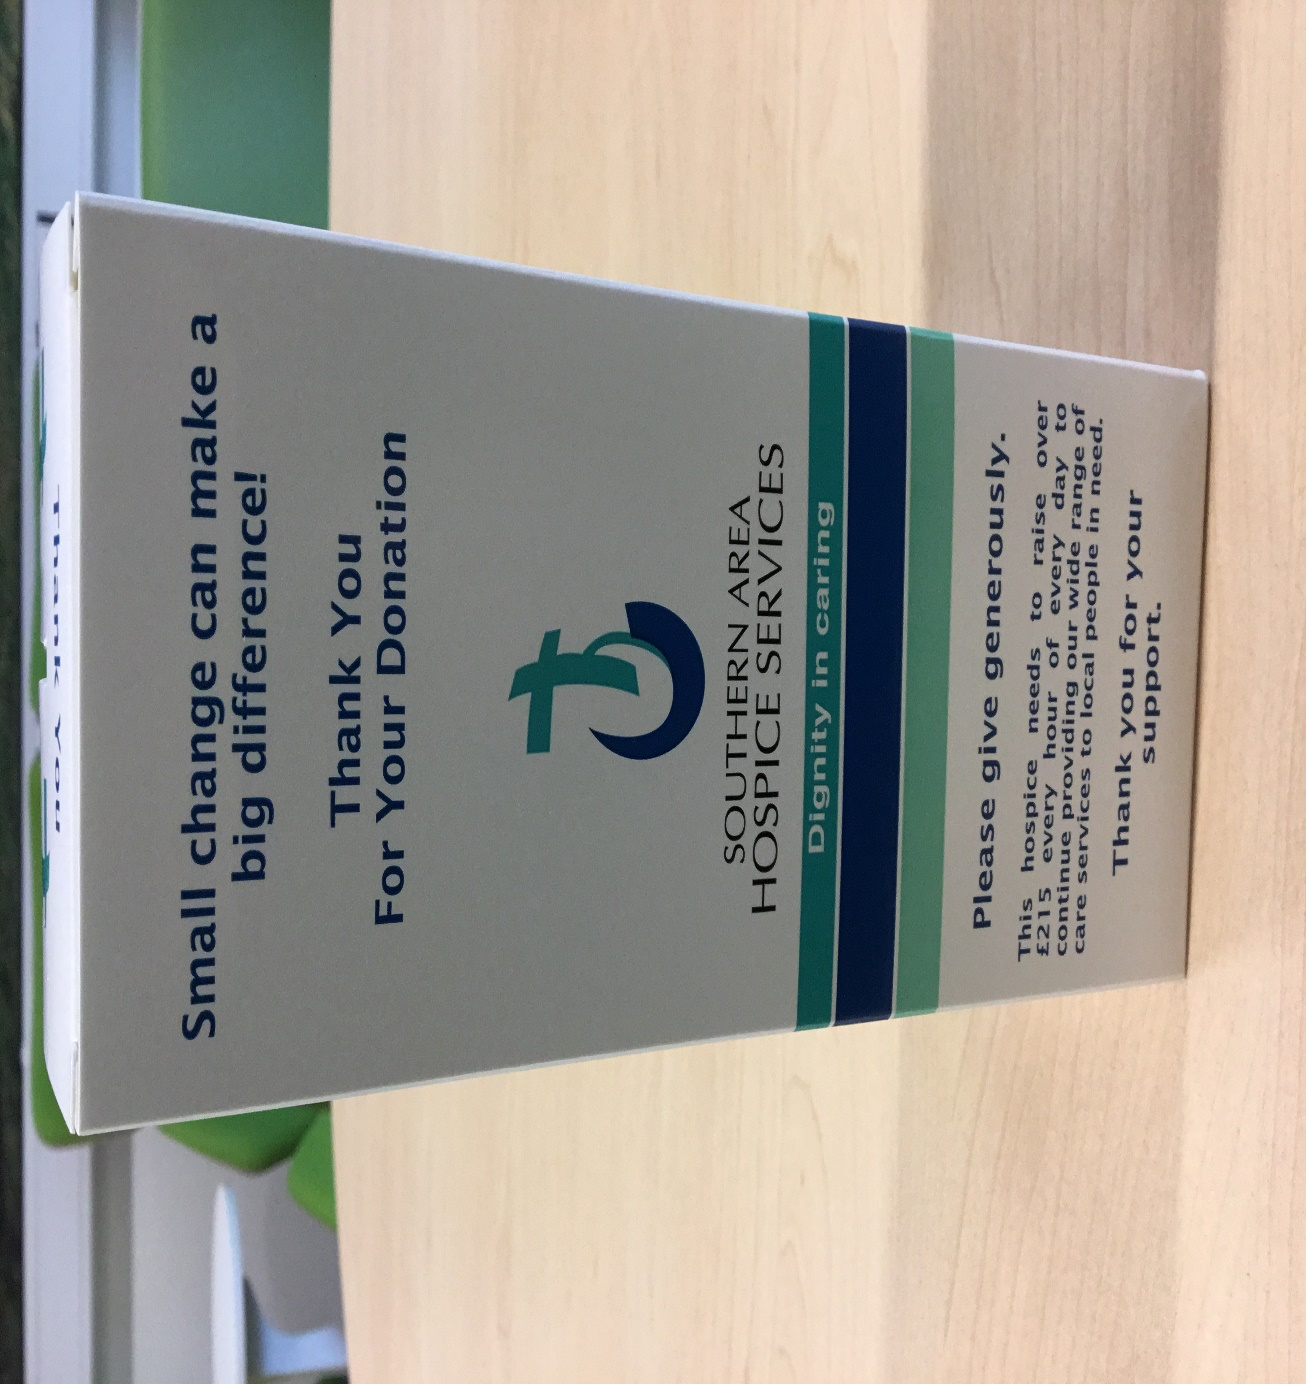 Thank You
Small change can make a
big difference!
Thank You
For Your Donation
SOUTHERN AREA
HOSPICE SERVICES
Dignity in caring
Please give generously.
This hospice needs to raise over
£215 every hour of every day to
continue providing our wide range of
care services to local people in need.
Thank you for your
support.